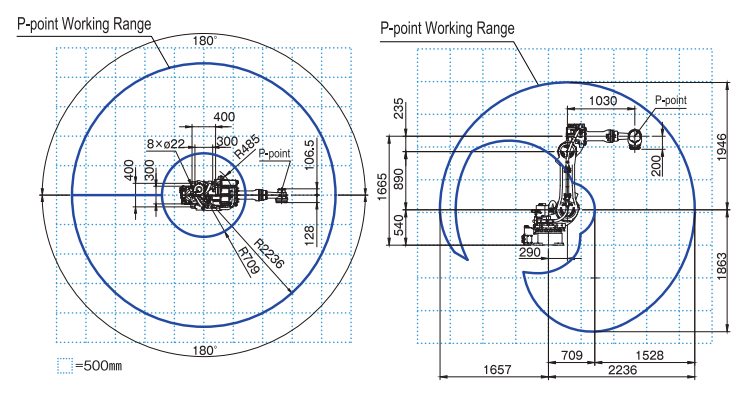 P-point Working Range
180°
400
8×ø22
300
R485
P-point
106.5
400
300
128
R2236
R709
180°
=500mm
P-point Working Range
235
1030
P-point
200
1946
1665
890
540
290
1863
709
1528
1657
2236